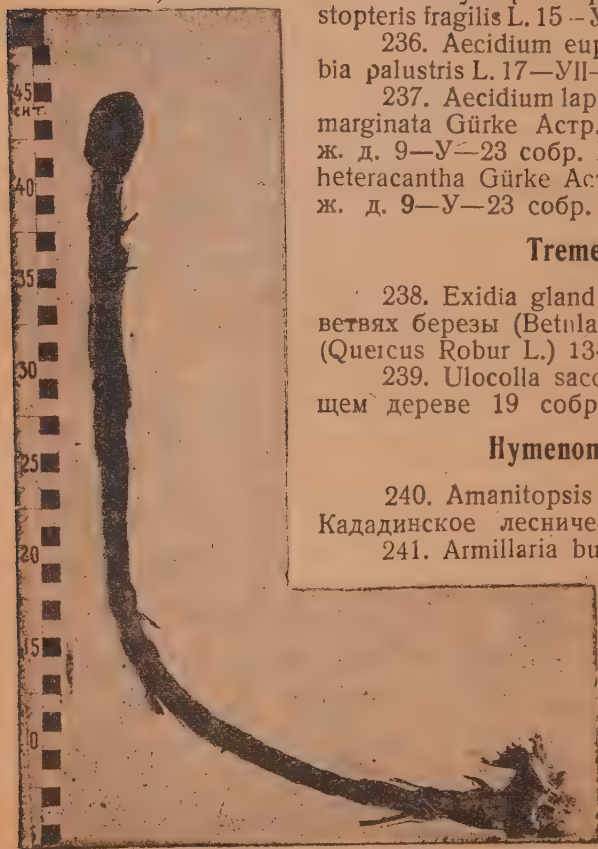 stopteris fragilis L. 15 -
236. Aecidium eup
bia palustris L. 17—УII—
237. Aecidium lap
marginata Gürke Астр.
ж. д. 9—У—23 собр.
heteracantha Gürke Ас
ж. д. 9—У—23 собр.
Treme
238. Exidia gland
ветвях березы (Betula
(Quercus Robur L.) 13-
239. Ulocolla sacc
щем дереве 19 собр
Hymenom
240. Amanitopsis
Кададинское лесниче
241. Armillaria bu
45
снт.
40
35
30
25
20
15
10